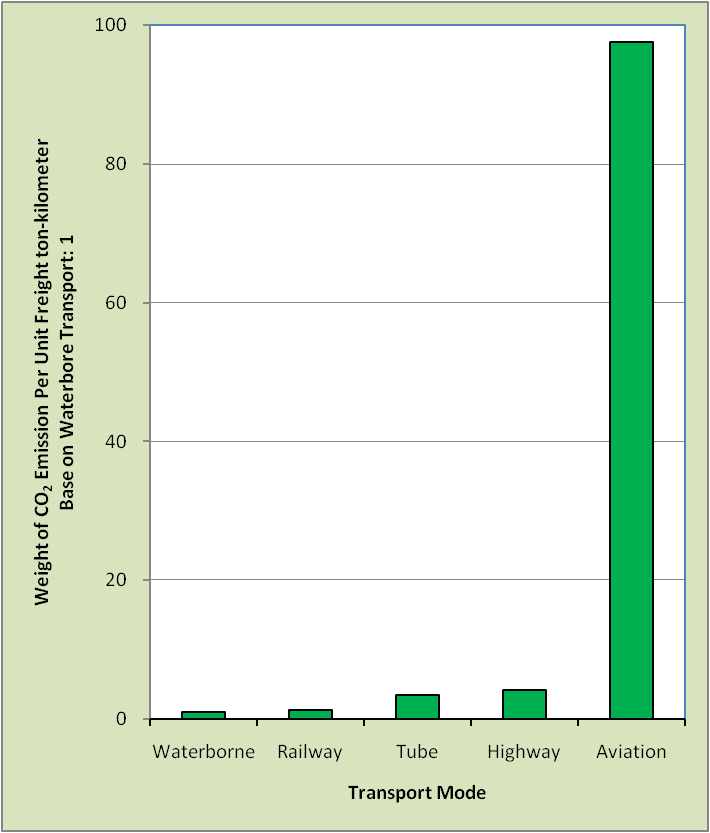 Weight of CO₂ Emission Per Unit Freight ton-kilometer
Base on Waterbore Transport: 1
100
80
60
40
20
0
Waterborne Railway Tube Highway Aviation
Transport Mode